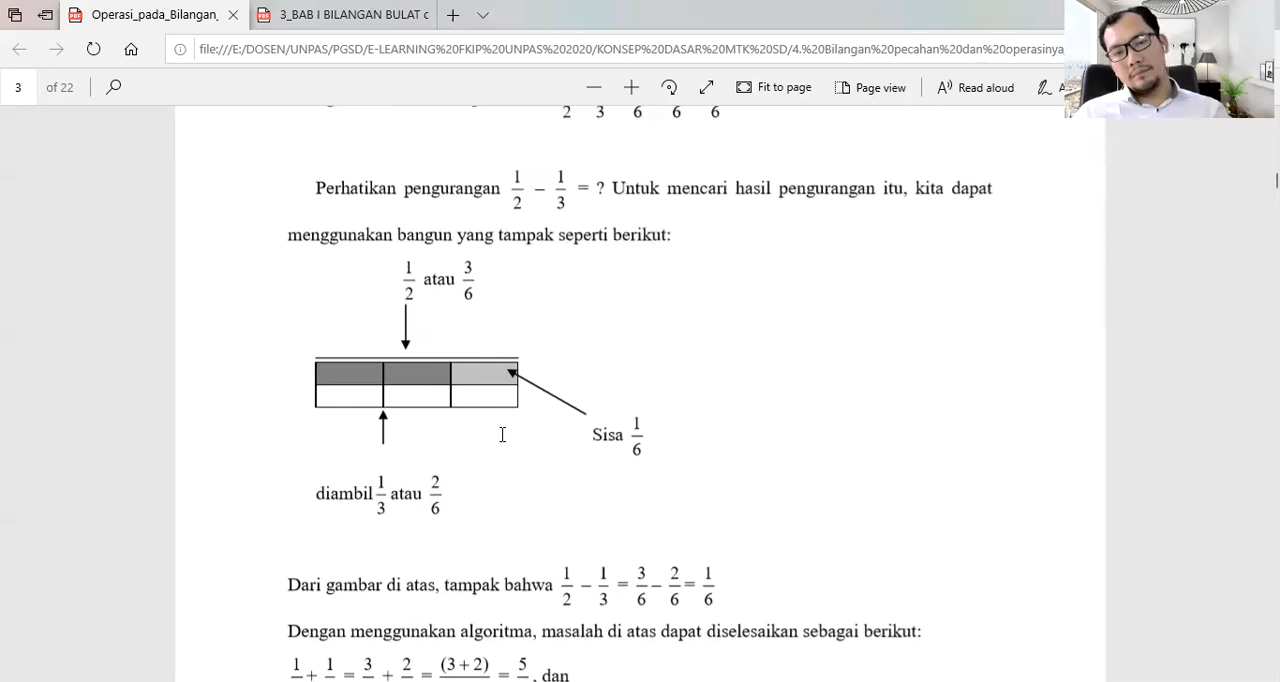 Operasi_pada_Bilangan_
3_BAB I BILANGAN BULAT
file:///E:/DOSEN/UNPAS/PGSD/E-LEARNING%20FKIP%20UNPAS%202020/KONSEP%20DASAR%20MTK%20SD/4.%20Bilangan%20pecahan%20dan%20operasinya
3 of 22 Fit to page Page view Read aloud
2 3 6 6 6
Perhatikan pengurangan 1/2 − 1/3 = ? Untuk mencari hasil pengurangan itu, kita dapat
menggunakan bangun yang tampak seperti berikut:
1/2 atau 3/6
Sisa 1/6
diambil 1/3 atau 2/6
Dari gambar di atas, tampak bahwa 1/2 − 1/3 = 3/6 − 2/6 = 1/6
Dengan menggunakan algoritma, masalah di atas dapat diselesaikan sebagai berikut:
1 + 1 = 3 + 2 = (3+2) = 5 , dan